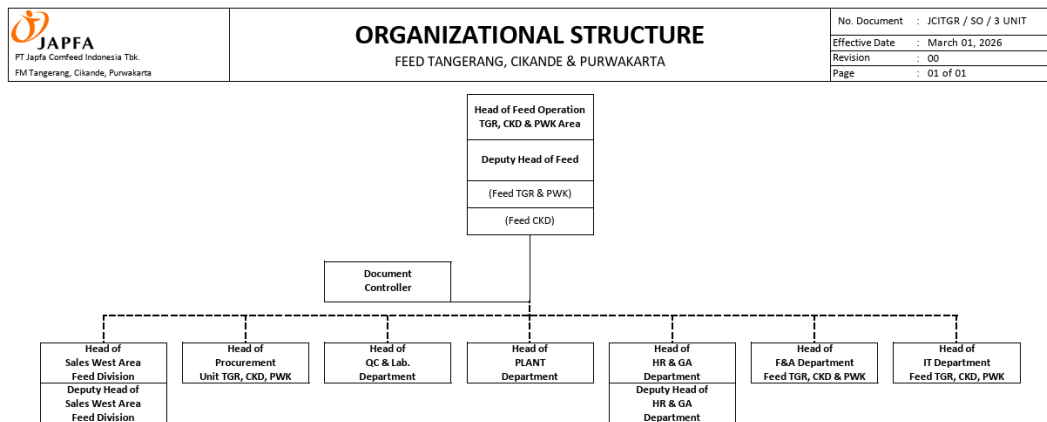 JAPFA
PT Japfa Comfeed Indonesia Tbk.
FM Tangerang, Cikande, Purwakarta
ORGANIZATIONAL STRUCTURE
FEED TANGERANG, CIKANDE & PURWAKARTA
No. Document : JCITGR / SO / 3 UNIT
Effective Date : March 01, 2026
Revision : 00
Page : 01 of 01
Head of Feed Operation
TGR, CKD & PWK Area
Deputy Head of Feed
(Feed TGR & PWK)
(Feed CKD)
Document
Controller
Head of
Sales West Area
Feed Division
Deputy Head of
Sales West Area
Feed Division
Head of
Procurement
Unit TGR, CKD, PWK
Head of
QC & Lab.
Department
Head of
PLANT
Department
Head of
HR & GA
Department
Deputy Head of
HR & GA
Department
Head of
F&A Department
Feed TGR, CKD & PWK
Head of
IT Department
Feed TGR, CKD, PWK